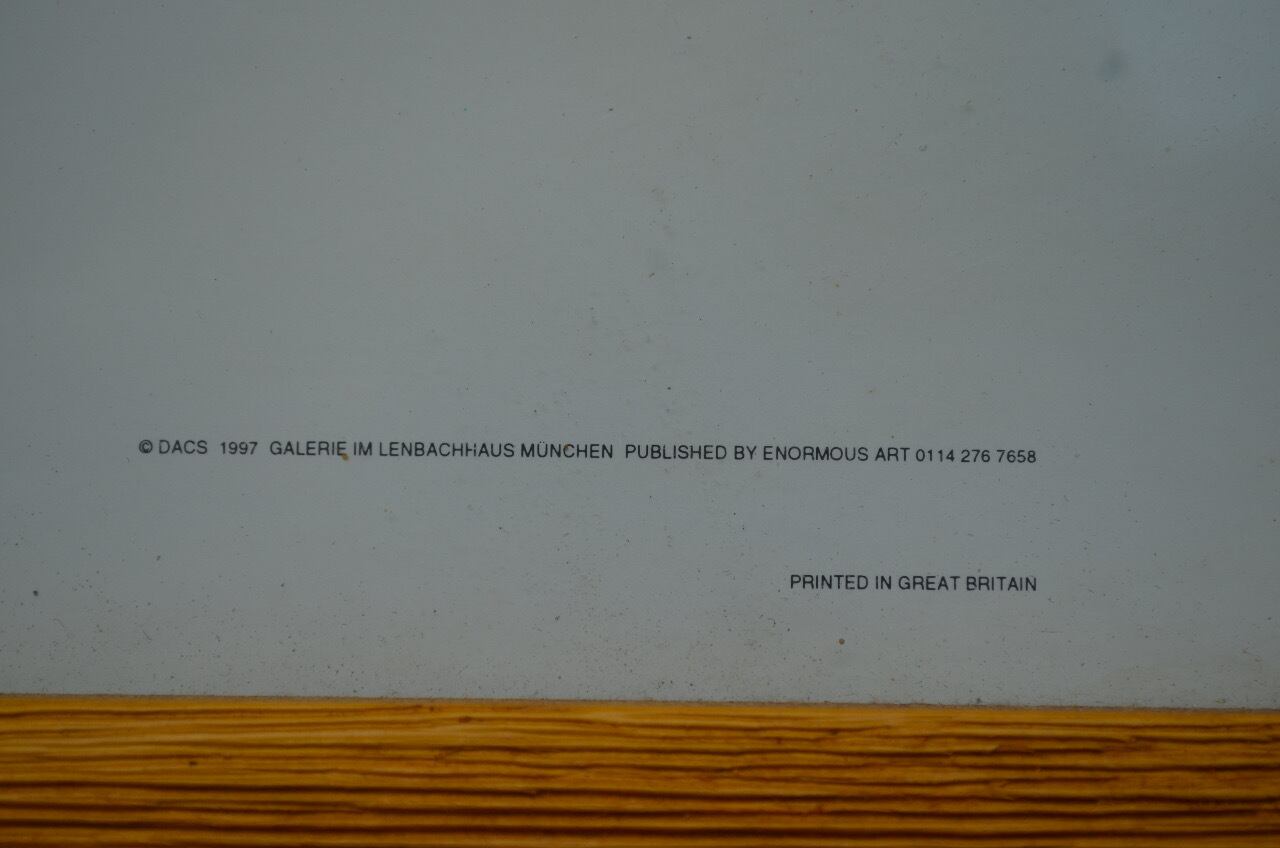 © DACS 1997 GALERIE IM LENBACHHAUS MÜNCHEN PUBLISHED BY ENORMOUS ART 0114 276 7658
PRINTED IN GREAT BRITAIN